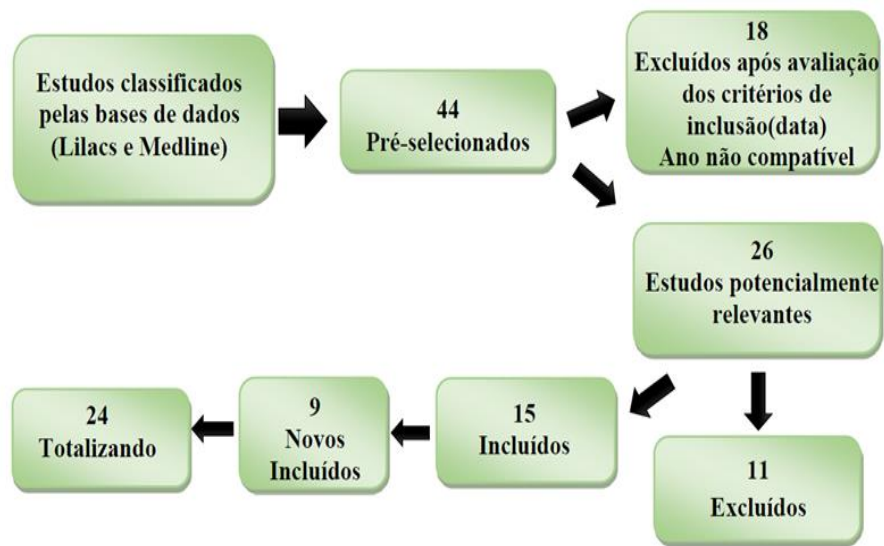 Estudos classificados
pelas bases de dados
(Lilacs e Medline)
44
Pré-selecionados
18
Excluídos após avaliação
dos critérios de
inclusão(data)
Ano não compatível
26
Estudos potencialmente
relevantes
24
Totalizando
9
Novos
Incluídos
15
Incluídos
11
Excluídos